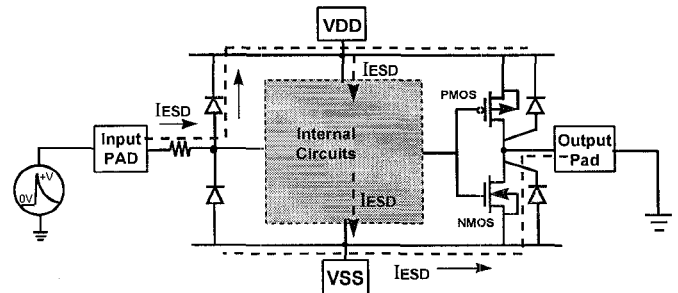 VDD
IESD
IESD
PMOS
Input
PAD
Internal
Circuits
Output
Pad
+V
0V
IESD
NMOS
VSS
IESD